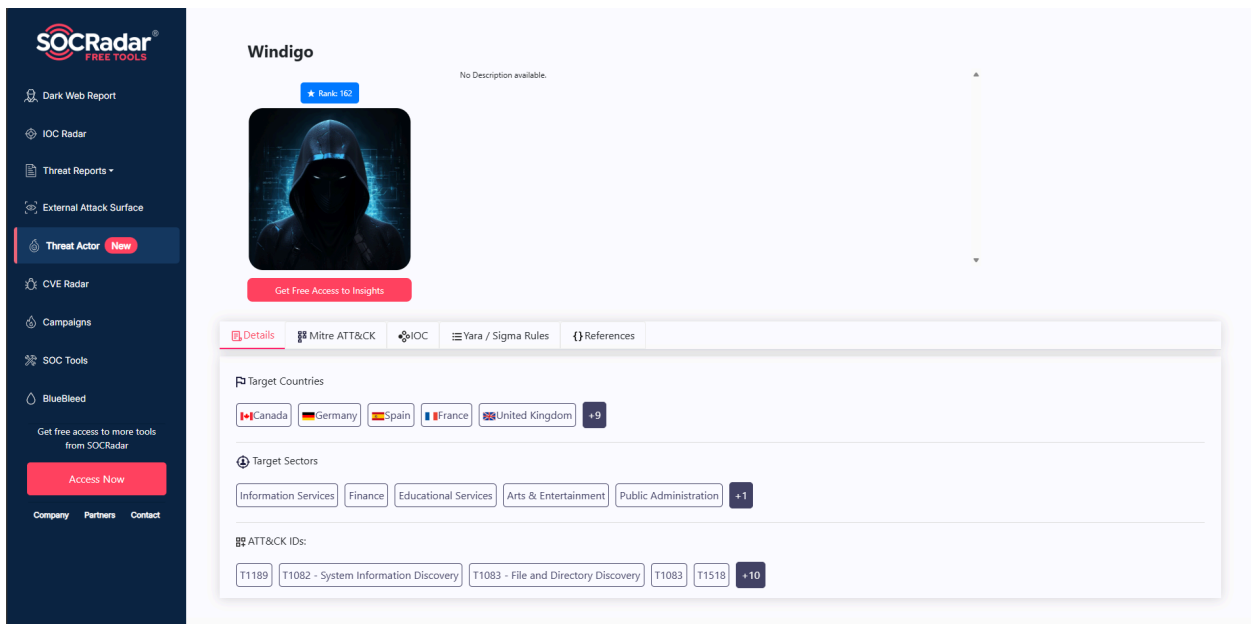 SOCRadar®
FREE TOOLS
Dark Web Report
IOC Radar
Threat Reports
External Attack Surface
Threat Actor New
CVE Radar
Campaigns
SOC Tools
BlueBleed
Get free access to more tools
from SOCRadar
Access Now
Company Partners Contact
Windigo
No Description available.
★ Rank: 162
Get Free Access to Insights
Details Mitre ATT&CK IOC Yara / Sigma Rules {} References
Target Countries
Canada Germany Spain France United Kingdom +9
Target Sectors
Information Services Finance Educational Services Arts & Entertainment Public Administration +1
ATT&CK IDs:
T1189 T1082 - System Information Discovery T1083 - File and Directory Discovery T1083 T1518 +10